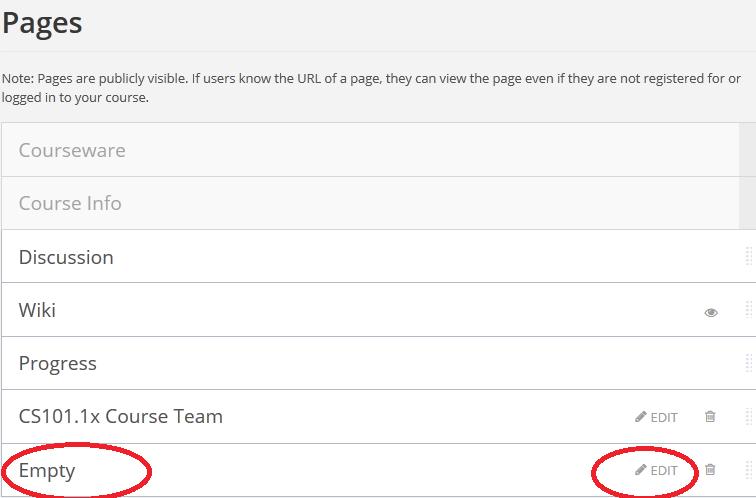 Pages
Note: Pages are publicly visible. If users know the URL of a page, they can view the page even if they are not registered for or
logged in to your course.
Courseware
Course Info
Discussion
Wiki
Progress
CS101.1x Course Team EDIT
Empty EDIT